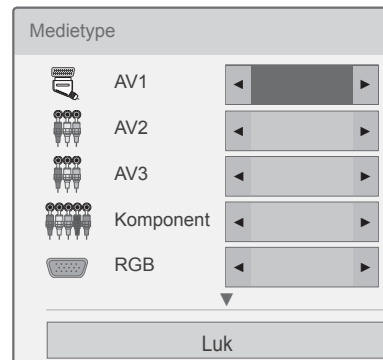 Medietype
AV1
AV2
AV3
Komponent
RGB
Luk